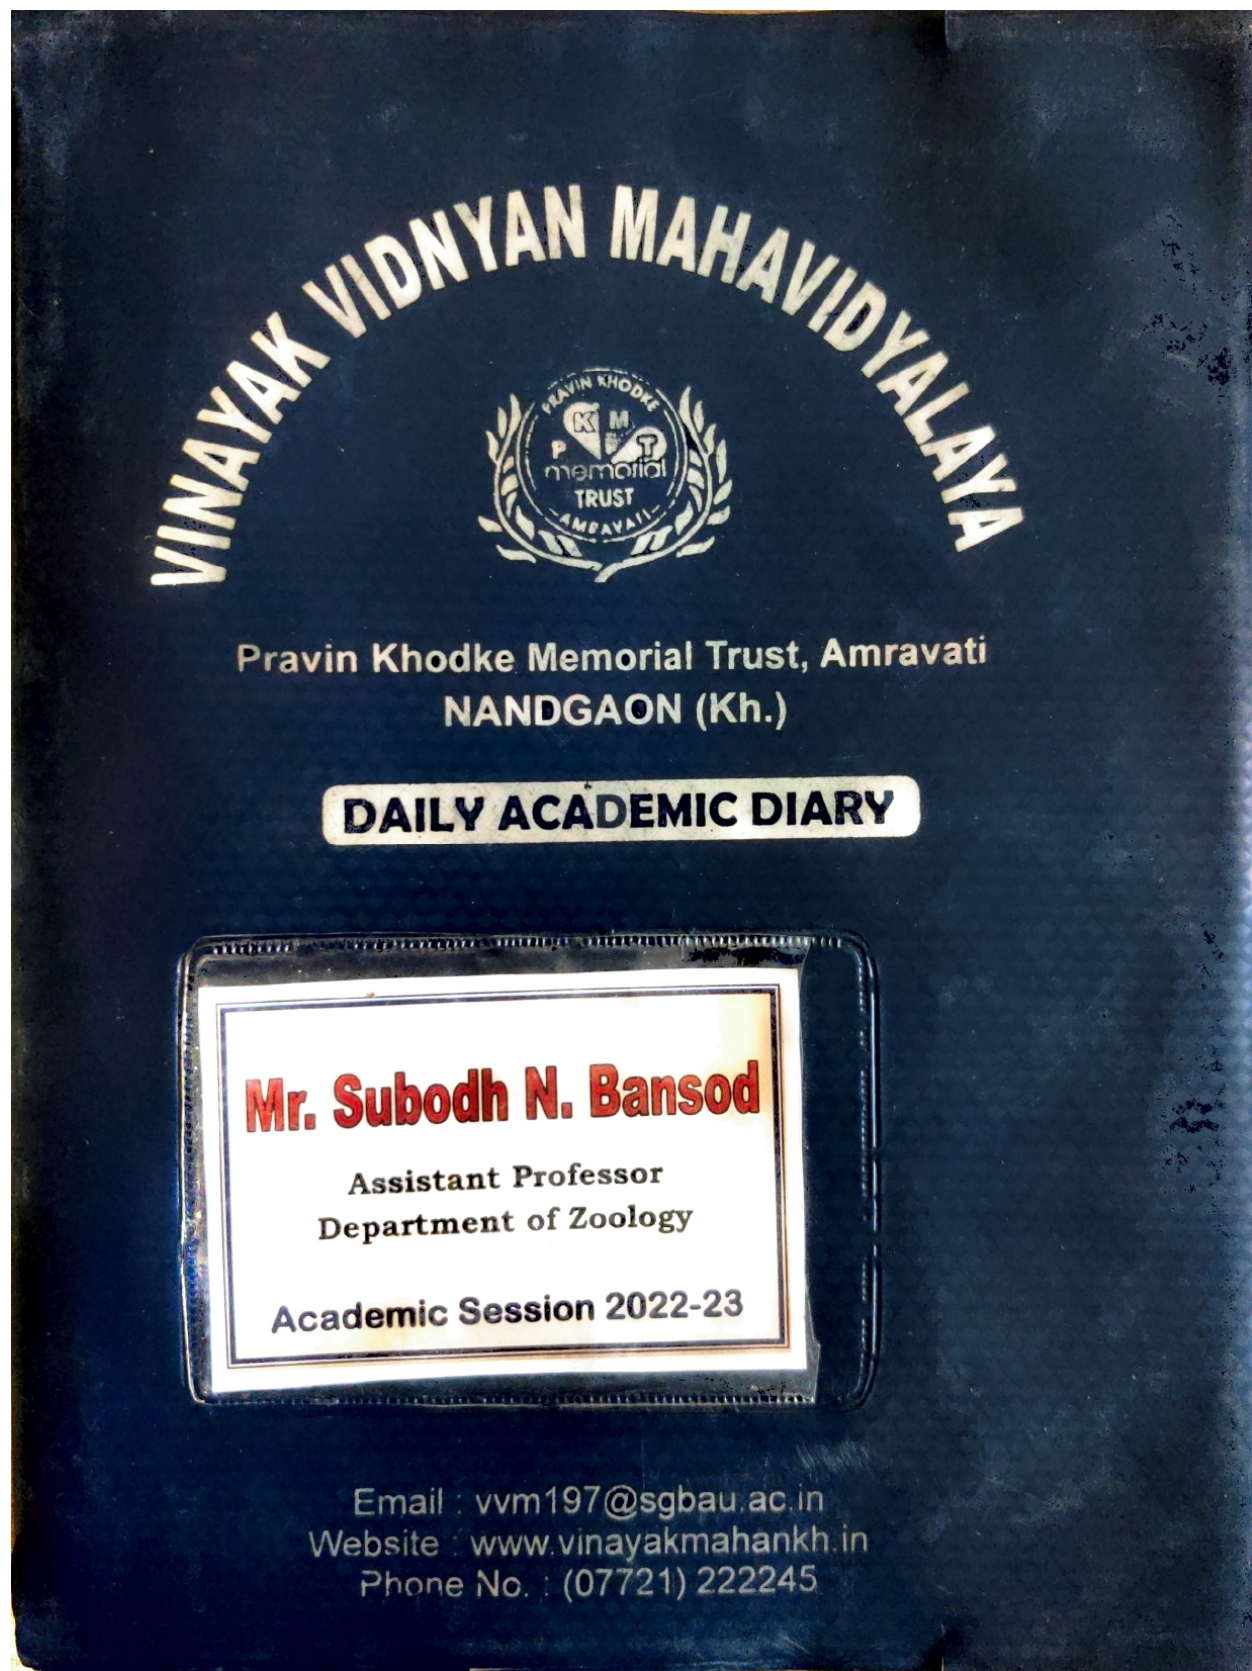 VINAYAK VIDNYAN MAHAVIDYALAYA
PRAVIN KHODKE
K M
P T
memorial
TRUST
AMRAVATI
Pravin Khodke Memorial Trust, Amravati
NANDGAON (Kh.)
DAILY ACADEMIC DIARY
Mr. Subodh N. Bansod
Assistant Professor
Department of Zoology
Academic Session 2022-23
Email : vvm197@sgbau.ac.in
Website : www.vinayakmahankh.in
Phone No. : (07721) 222245